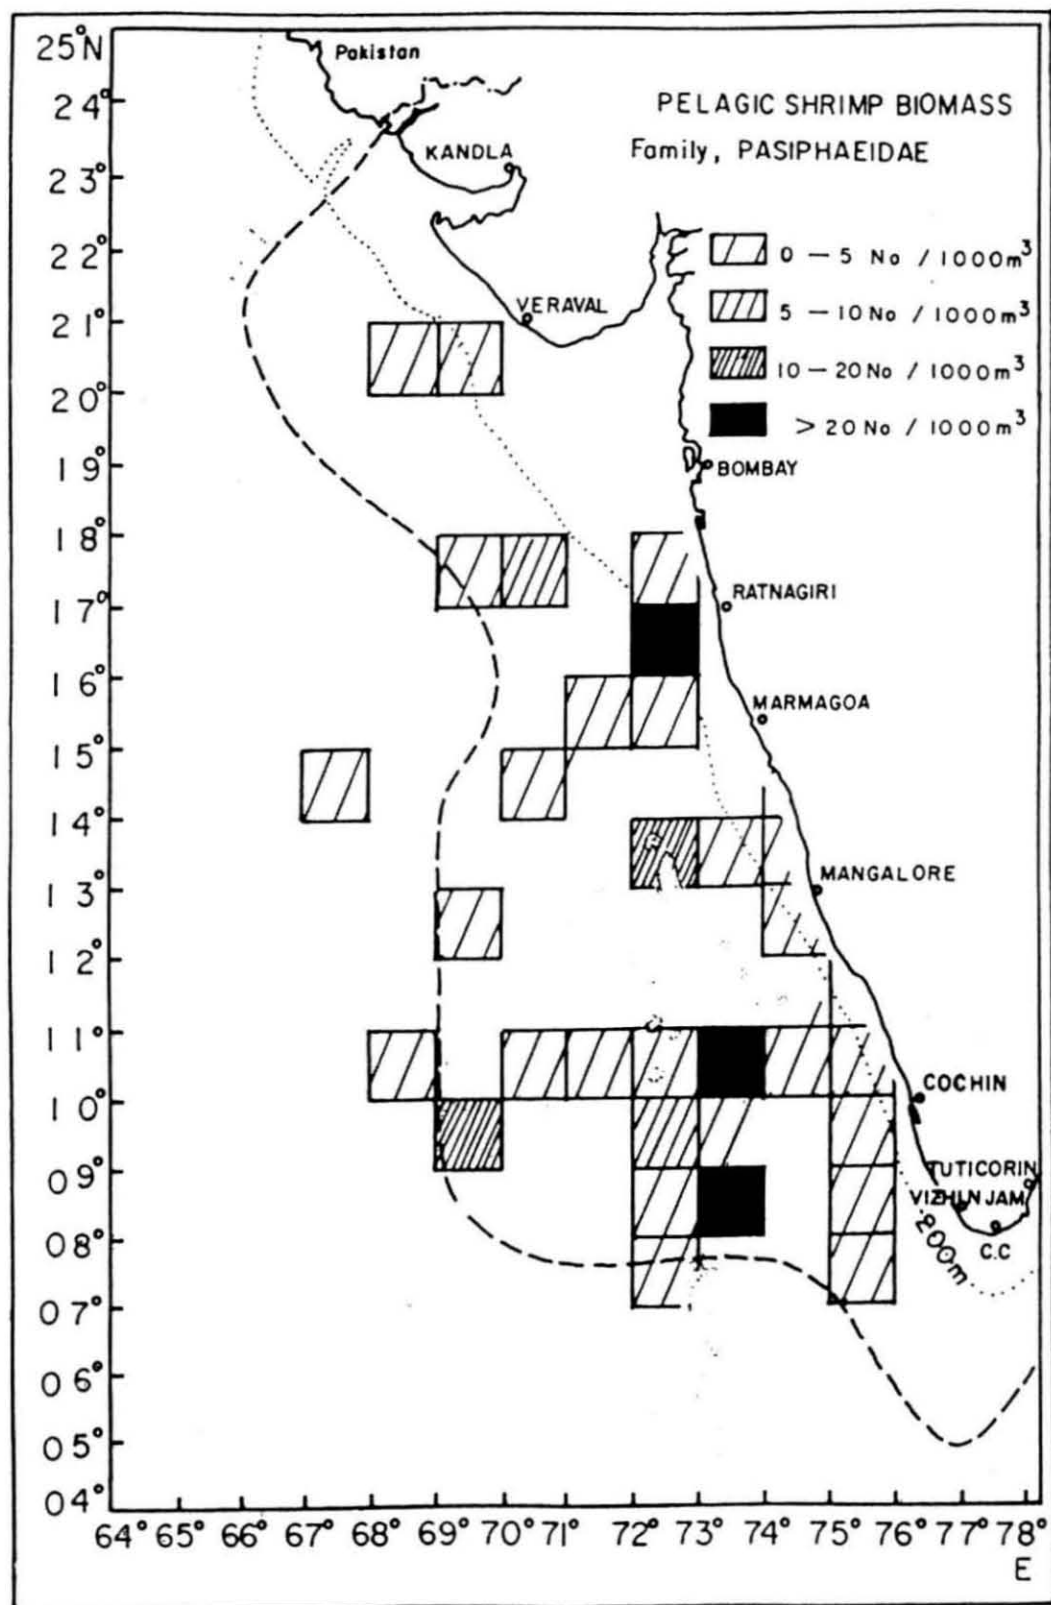 25°N
Pakistan
24°
PELAGIC SHRIMP BIOMASS
Family, PASIPHAEIDAE
KANDLA
23°
22°
0 – 5 No / 1000m³
5 – 10 No / 1000m³
VERAVAL
21°
10 – 20 No / 1000m³
20°
> 20 No / 1000m³
19°
BOMBAY
18°
17°
RATNAGIRI
16°
MARMAGOA
15°
14°
13°
MANGALORE
12°
11°
10°
COCHIN
09°
TUTICORIN
VIZHINJAM
08°
C.C
200m
07°
06°
05°
04°
64° 65° 66° 67° 68° 69° 70° 71° 72° 73° 74° 75° 76° 77° 78°
E